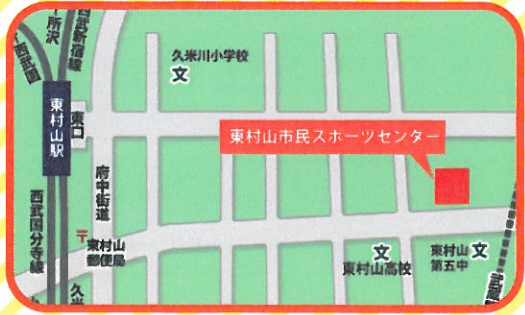 西武新宿線
所沢
西武園
久米川小学校
文
東村山駅
東口
東村山市民スポーツセンター
府中街道
西武国分寺線
〒
東村山
郵便局
久米
文
東村山高校
東村山
第五中
文
武蔵